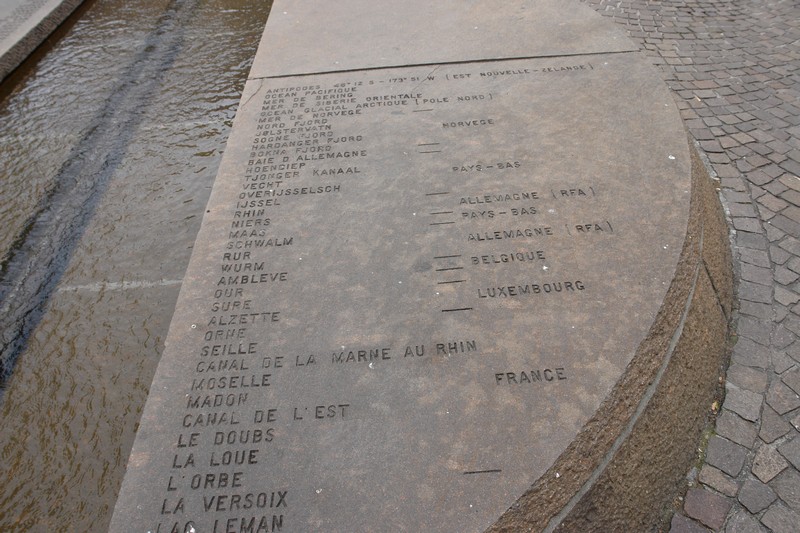 ANTIPODES 46° 12 S - 173° 51 W (EST NOUVELLE-ZELANDE)
OCEAN PACIFIQUE
MER DE BERING
MER DE SIBERIE ORIENTALE
OCEAN GLACIAL ARCTIQUE (POLE NORD)
MER DE NORVEGE
NORD FJORD
JØLSTERVATN
SOGNE FJORD
HARDANGER FJORD
BOKNA FJORD
BAIE D'ALLEMAGNE
HOENDIEP
TJONGER KANAAL
VECHT
OVERIJSSELSCH
IJSSEL
RHIN
NIERS
MAAS
SCHWALM
RUR
WURM
AMBLEVE
OUR
SURE
ALZETTE
ORNE
SEILLE
CANAL DE LA MARNE AU RHIN
MOSELLE
MADON
CANAL DE L'EST
LE DOUBS
LA LOUE
L'ORBE
LA VERSOIX
LAC LEMAN
NORVEGE
PAYS-BAS
ALLEMAGNE (RFA)
PAYS-BAS
ALLEMAGNE (RFA)
BELGIQUE
LUXEMBOURG
FRANCE